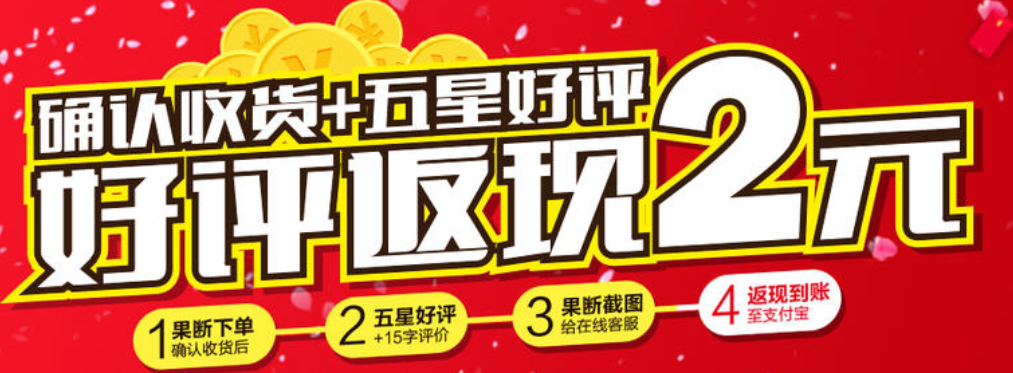 确认收货+五星好评
好评返现2元
1 果断下单
确认收货后
2 五星好评
+15字评价
3 果断截图
给在线客服
4 返现到账
至支付宝